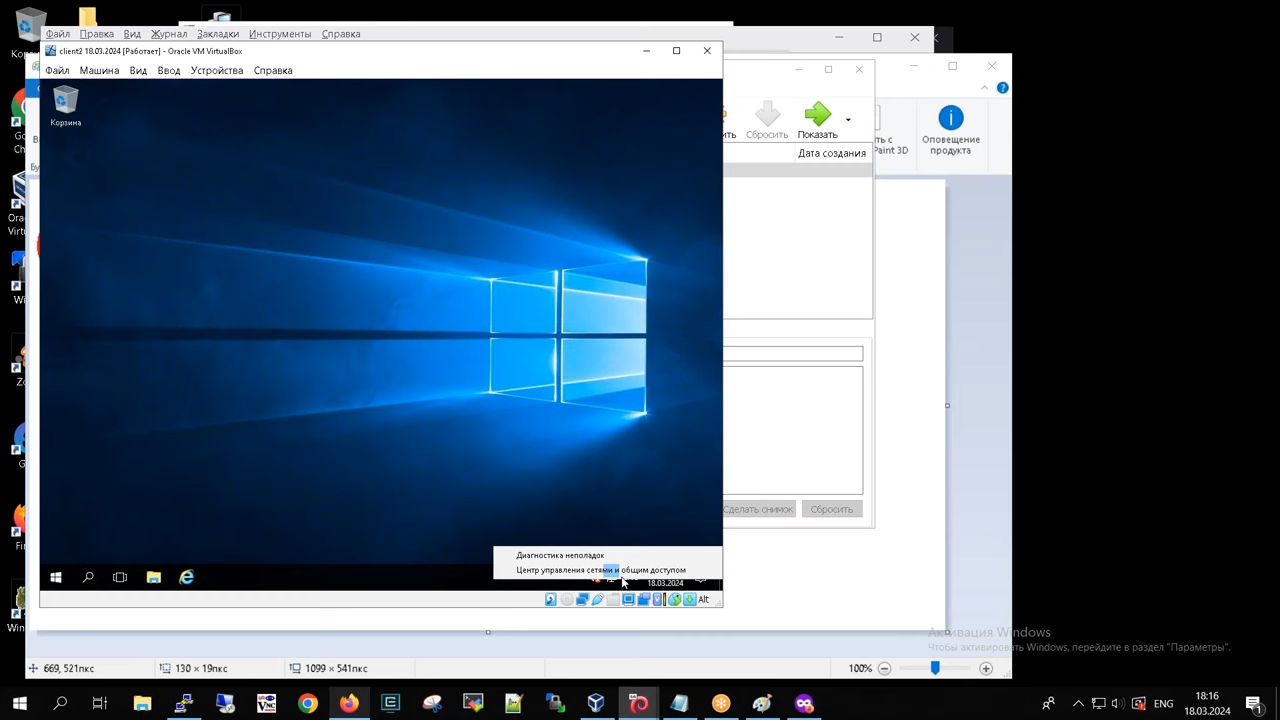 Файл Правка Вид Журнал Закладки Инструменты Справка
client2 18.03.2024 [Работает] - Oracle VM VirtualBox
Файл Машина Вид Ввод Устройства Справка
Корзина
Сбросить
Показать
Дата создания
Paint 3D
Оповещение
продукта
Сделать снимок
Сбросить
Диагностика неполадок
Центр управления сетями и общим доступом
18.03.2024
Alt
Активация Windows
Чтобы активировать Windows, перейдите в раздел "Параметры".
669, 521пкс
130 × 19пкс
1099 × 541пкс
100%
ENG
18:16
18.03.2024